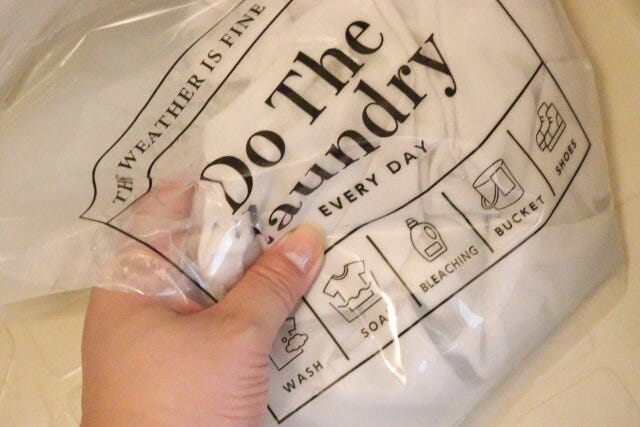 THE WEATHER IS FINE
Do The
Laundry
EVERY DAY
WASH
SOA
BLEACHING
BUCKET
SHOES